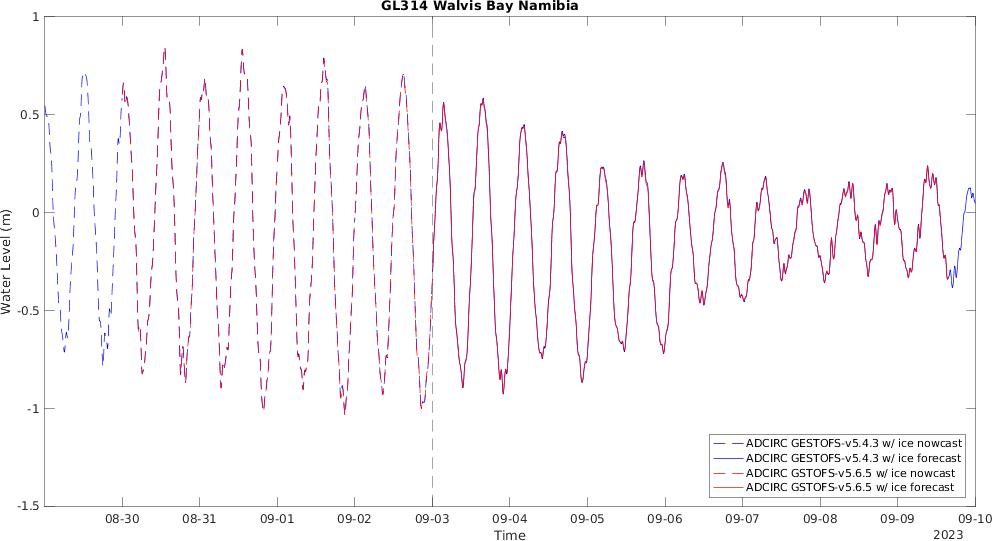 GL314 Walvis Bay Namibia
Water Level (m)
1
0.5
0
-0.5
-1
-1.5
ADCIRC GESTOFS-v5.4.3 w/ ice nowcast
ADCIRC GESTOFS-v5.4.3 w/ ice forecast
ADCIRC GSTOFS-v5.6.5 w/ ice nowcast
ADCIRC GSTOFS-v5.6.5 w/ ice forecast
08-30 08-31 09-01 09-02 09-03 09-04 09-05 09-06 09-07 09-08 09-09 09-10
Time
2023